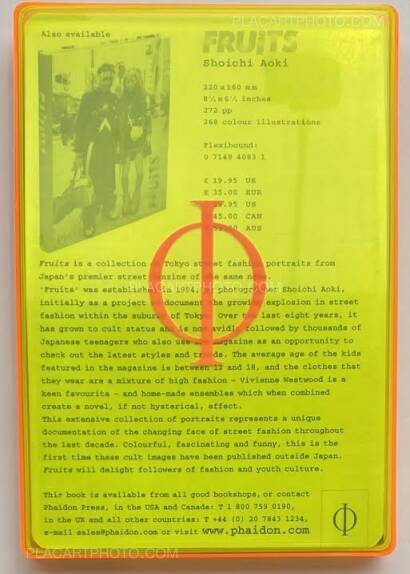 PLACARTPHOTO.COM
Also available
FRUiTS
Shoichi Aoki
220 x 160 mm
272 pp
268 colour illustrations
Flexibound:
0 7148 4083 1
£ 19.95 UK
€ 35.00 EUR
.95 US
45.00 CAN
AUS
Fruits is a collection of Tokyo street fashion portraits from
Japan's premier street magazine of the same name.
'Fruits' was established in 1994, by photographer Shoichi Aoki,
initially as a project to document the growing explosion in street
fashion within the suburbs of Tokyo. Over the last eight years, it
has grown to cult status and is now avidly followed by thousands of
Japanese teenagers who also use the magazine as an opportunity to
check out the latest styles and trends. The average age of the kids
featured in the magazine is between 12 and 18, and the clothes that
they wear are a mixture of high fashion – Vivienne Westwood is a
keen favourite – and home-made ensembles which when combined
create a novel, if not hysterical, effect.
This extensive collection of portraits represents a unique
documentation of the changing face of street fashion throughout
the last decade. Colourful, fascinating and funny, this is the
first time these cult images have been published outside Japan.
Fruits will delight followers of fashion and youth culture.
This book is available from all good bookshops, or contact
Phaidon Press, in the USA and Canada: T 1 800 759 0190,
in the UK and all other countries: T +44 (0) 20 7843 1234,
e-mail sales@phaidon.com or visit www.phaidon.com
PLACARTPHOTO.COM